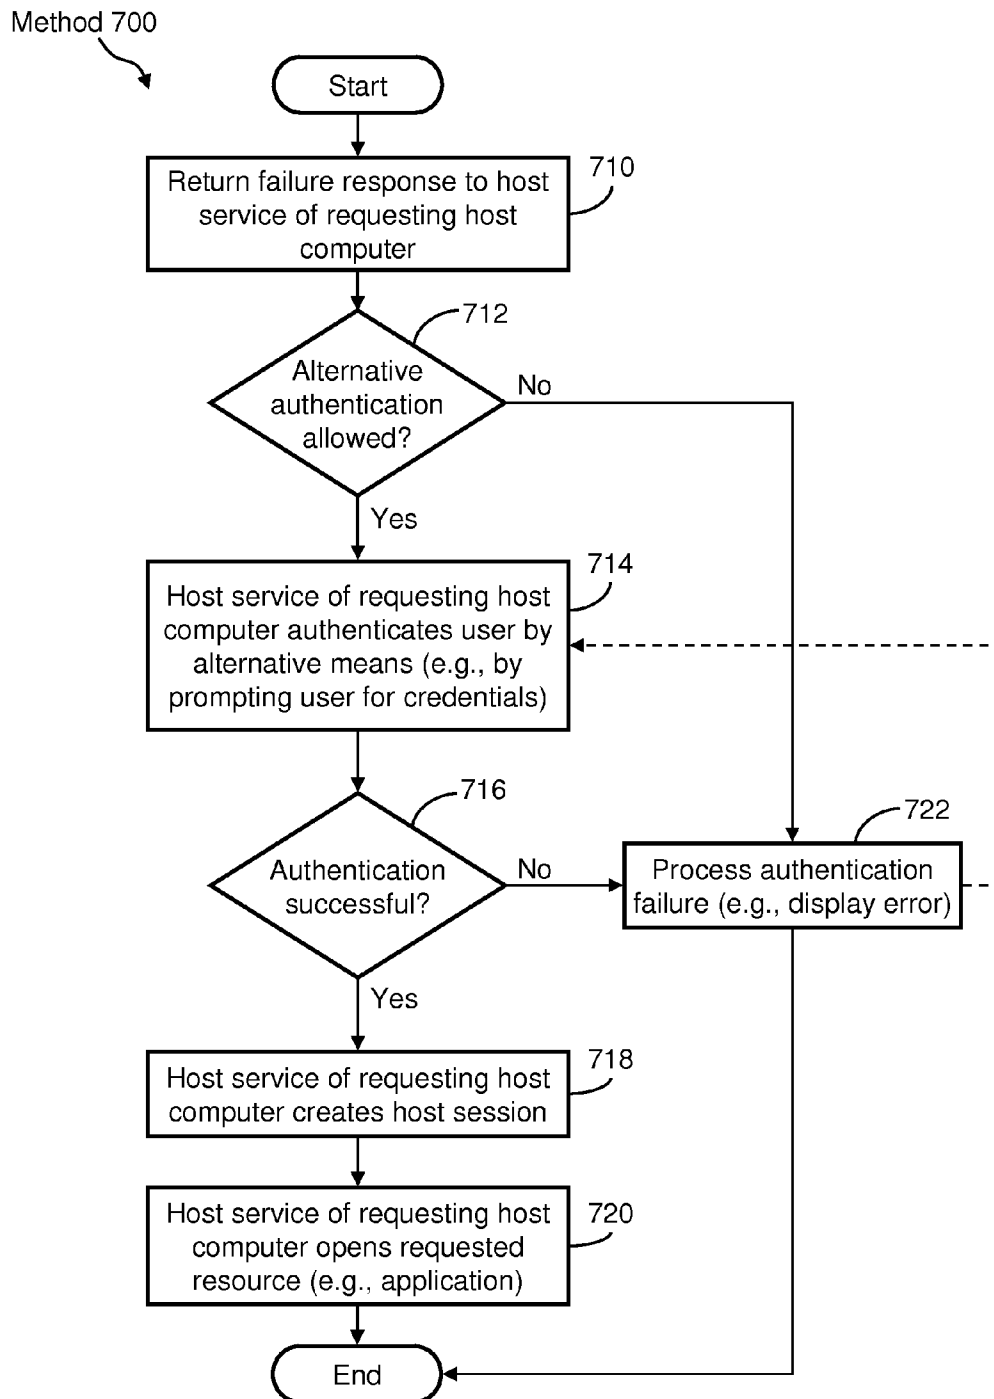 Method 700
Start
710
Return failure response to host
service of requesting host
computer
712
Alternative
authentication
allowed?
No
Yes
714
Host service of requesting host
computer authenticates user by
alternative means (e.g., by
prompting user for credentials)
716
Authentication
successful?
No
722
Process authentication
failure (e.g., display error)
Yes
718
Host service of requesting host
computer creates host session
720
Host service of requesting host
computer opens requested
resource (e.g., application)
End